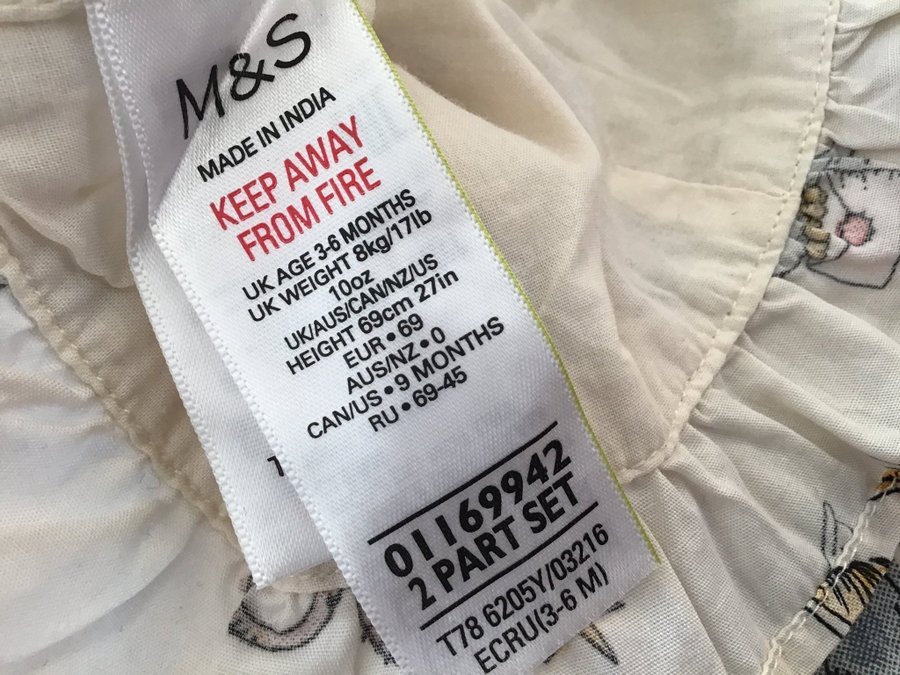 M&S
MADE IN INDIA
KEEP AWAY
FROM FIRE
UK AGE 3-6 MONTHS
UK WEIGHT 8kg/17lb
10oz
UK/AUS/CAN/NZ/US
HEIGHT 69cm 27in
EUR • 69
AUS/NZ • 0
CAN/US • 9 MONTHS
RU • 69-45
01169942
2 PART SET
T78 6205Y/03216
ECRU(3-6 M)